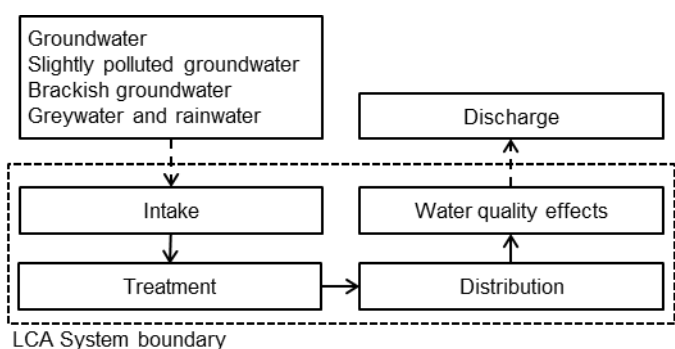 Groundwater
Slightly polluted groundwater
Brackish groundwater
Greywater and rainwater
Discharge
Intake
Water quality effects
Treatment
Distribution
LCA System boundary